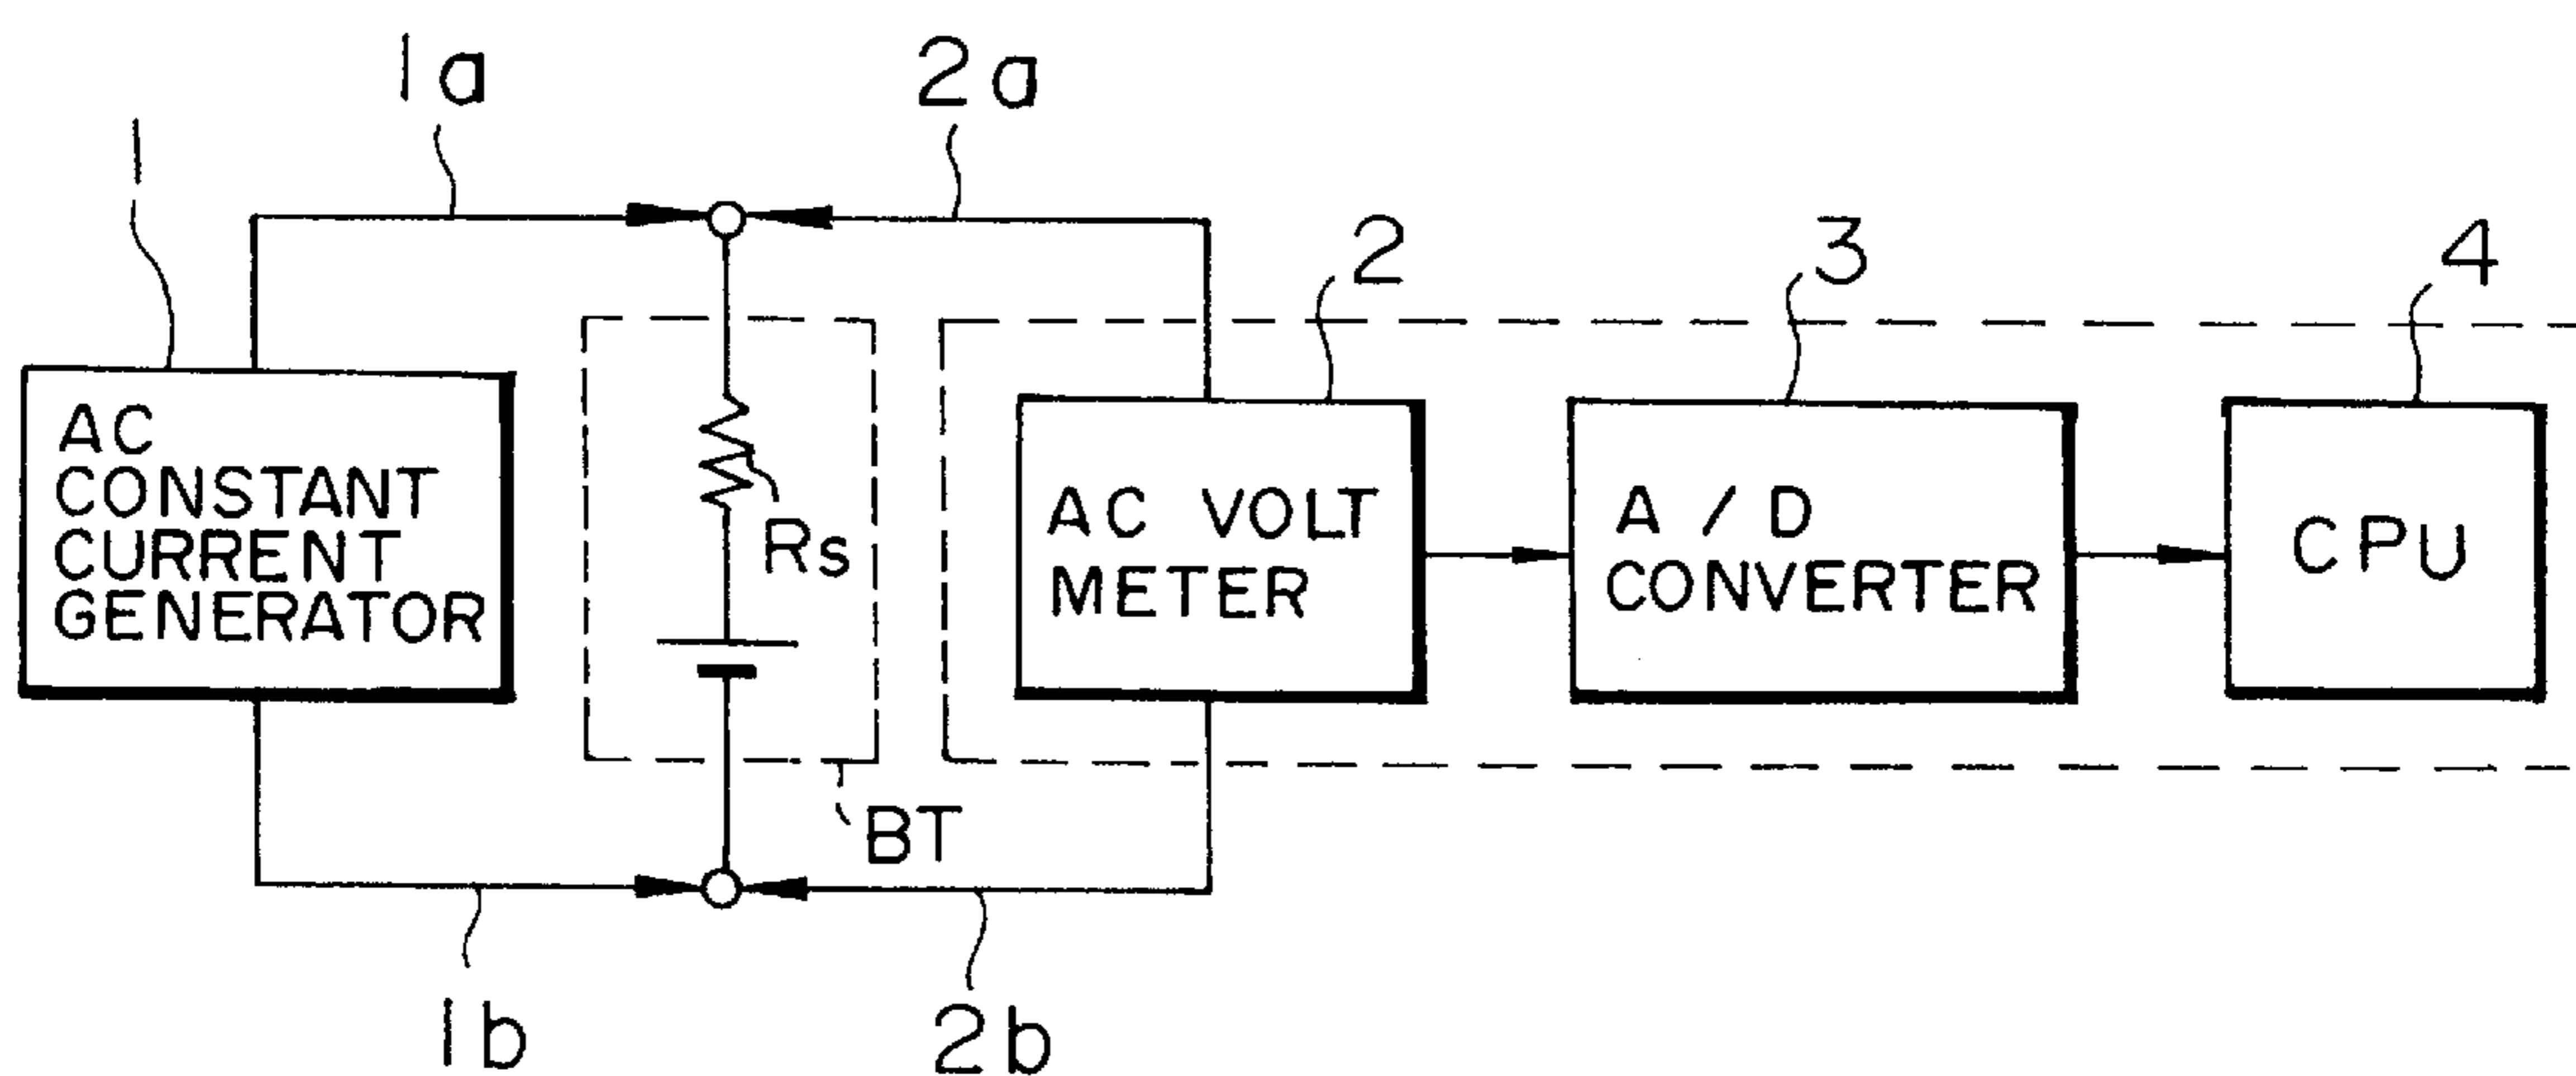 1a
2a
1
2
3
4
AC
CONSTANT
CURRENT
GENERATOR
Rs
AC VOLT
METER
A / D
CONVERTER
CPU
BT
1b
2b